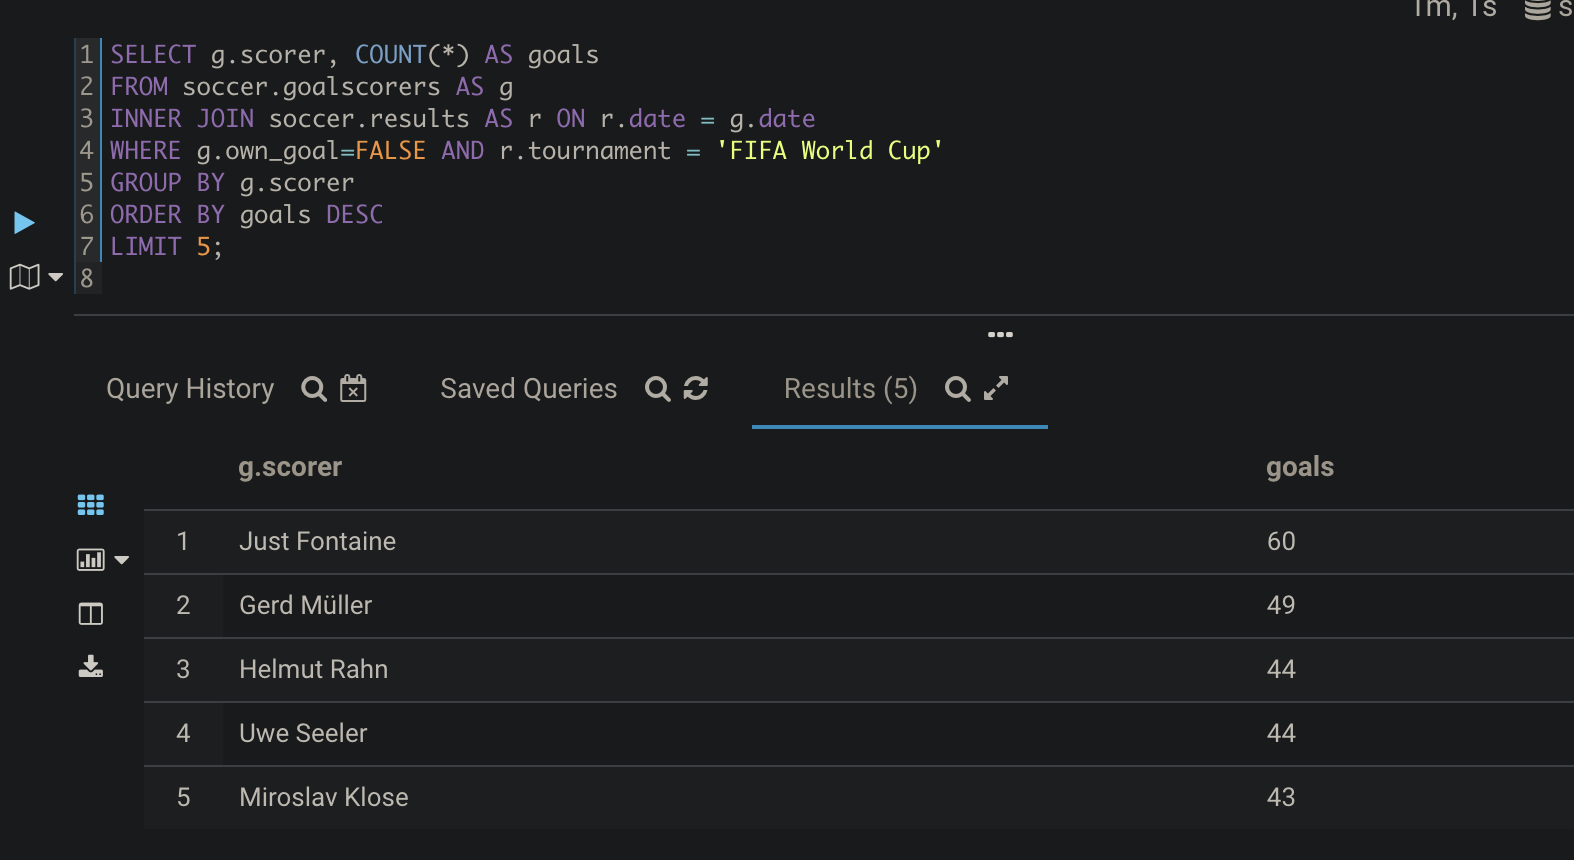 1m, 1s
1 SELECT g.scorer, COUNT(*) AS goals
2 FROM soccer.goalscorers AS g
3 INNER JOIN soccer.results AS r ON r.date = g.date
4 WHERE g.own_goal=FALSE AND r.tournament = 'FIFA World Cup'
5 GROUP BY g.scorer
6 ORDER BY goals DESC
7 LIMIT 5;
8
Query History Saved Queries Results (5)
g.scorer goals
1 Just Fontaine 60
2 Gerd Müller 49
3 Helmut Rahn 44
4 Uwe Seeler 44
5 Miroslav Klose 43